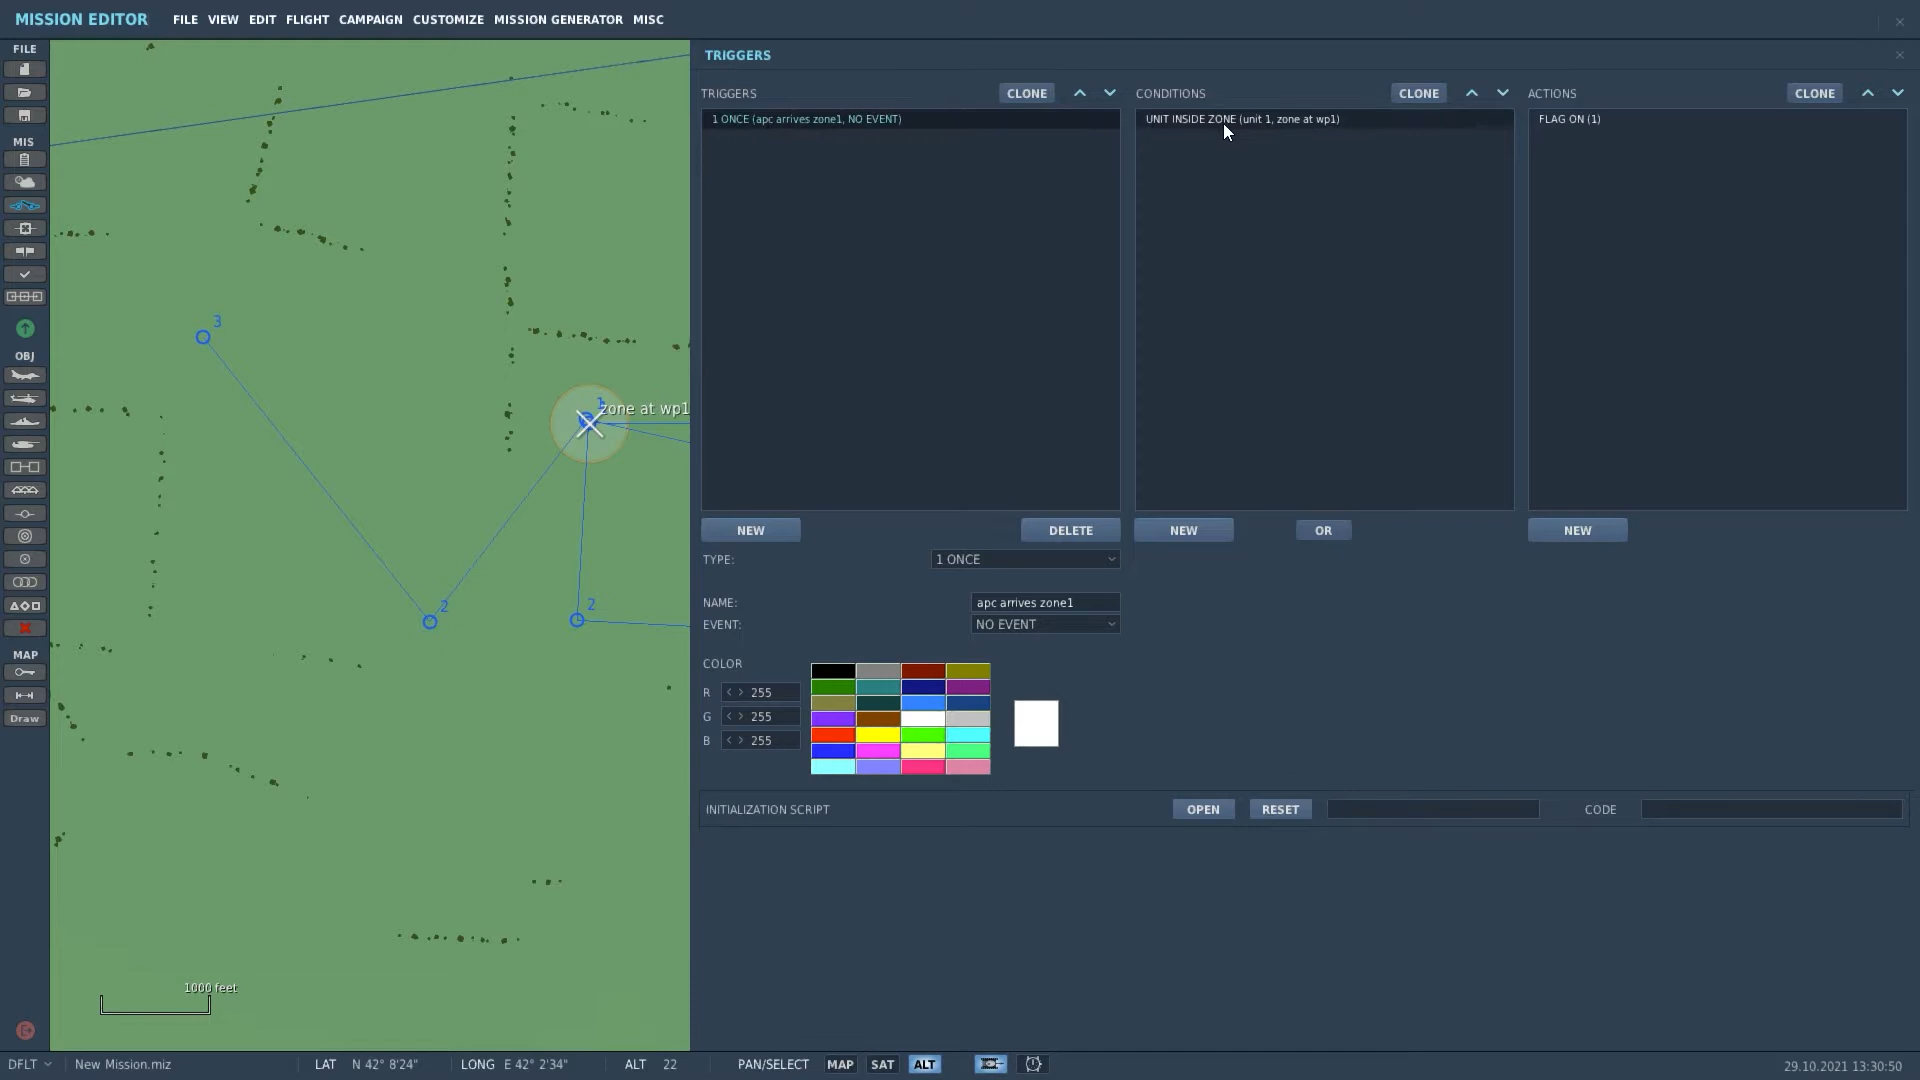 MISSION EDITOR FILE VIEW EDIT FLIGHT CAMPAIGN CUSTOMIZE MISSION GENERATOR MISC
FILE
MIS
OBJ
MAP
Draw
3
1
zone at wp1
2
2
1000 feet
TRIGGERS
TRIGGERS CLONE
1 ONCE (apc arrives zone1, NO EVENT)
NEW DELETE
TYPE: 1 ONCE
NAME: apc arrives zone1
EVENT: NO EVENT
COLOR
R 255
G 255
B 255
CONDITIONS CLONE
UNIT INSIDE ZONE (unit 1, zone at wp1)
NEW OR
ACTIONS CLONE
FLAG ON (1)
NEW
INITIALIZATION SCRIPT OPEN RESET CODE
DFLT New Mission.miz LAT N 42° 8'24" LONG E 42° 2'34" ALT 22 PAN/SELECT MAP SAT ALT 29.10.2021 13:30:50